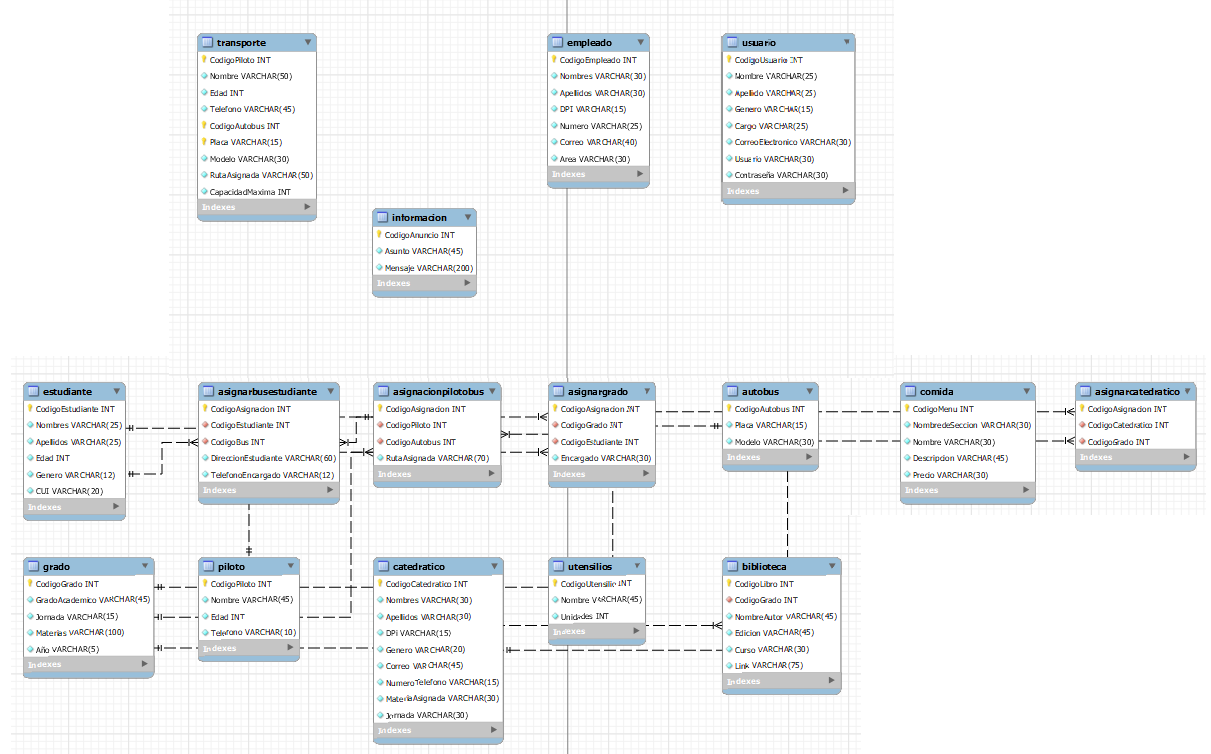 transporte
CodigoPiloto INT
Nombre VARCHAR(50)
Edad INT
Telefono VARCHAR(45)
CodigoAutobus INT
Placa VARCHAR(15)
Modelo VARCHAR(30)
RutaAsignada VARCHAR(50)
CapacidadMaxima INT
Indexes
empleado
CodigoEmpleado INT
Nombres VARCHAR(30)
Apellidos VARCHAR(30)
DPI VARCHAR(15)
Numero VARCHAR(25)
Correo VARCHAR(40)
Area VARCHAR(30)
Indexes
usuario
CodigoUsuario INT
Nombre VARCHAR(25)
Apellido VARCHAR(25)
Genero VARCHAR(15)
Cargo VARCHAR(25)
CorreoElectronico VARCHAR(30)
Usuario VARCHAR(30)
Contraseña VARCHAR(30)
Indexes
informacion
CodigoAnuncio INT
Asunto VARCHAR(45)
Mensaje VARCHAR(200)
Indexes
estudiante
CodigoEstudiante INT
Nombres VARCHAR(25)
Apellidos VARCHAR(25)
Edad INT
Genero VARCHAR(12)
CUI VARCHAR(20)
Indexes
asignarbusestudiante
CodigoAsignacion INT
CodigoEstudiante INT
CodigoBus INT
DireccionEstudiante VARCHAR(60)
TelefonoEncargado VARCHAR(12)
Indexes
asignacionpilotobus
CodigoAsignacion INT
CodigoPiloto INT
CodigoAutobus INT
RutaAsignada VARCHAR(70)
Indexes
asignargrado
CodigoAsignacion INT
CodigoGrado INT
CodigoEstudiante INT
Encargado VARCHAR(30)
Indexes
autobus
CodigoAutobus INT
Placa VARCHAR(15)
Modelo VARCHAR(30)
Indexes
comida
CodigoMenu INT
NombredeSeccion VARCHAR(30)
Nombre VARCHAR(30)
Descripcion VARCHAR(45)
Precio VARCHAR(30)
Indexes
asignarcatedratico
CodigoAsignacion INT
CodigoCatedratico INT
CodigoGrado INT
Indexes
grado
CodigoGrado INT
GradoAcademico VARCHAR(45)
Jornada VARCHAR(15)
Materias VARCHAR(100)
Año VARCHAR(5)
Indexes
piloto
CodigoPiloto INT
Nombre VARCHAR(45)
Edad INT
Telefono VARCHAR(10)
Indexes
catedratico
CodigoCatedratico INT
Nombres VARCHAR(30)
Apellidos VARCHAR(30)
DPi VARCHAR(15)
Genero VARCHAR(20)
Correo VARCHAR(45)
NumeroTelefono VARCHAR(15)
MateriaAsignada VARCHAR(30)
Jornada VARCHAR(30)
Indexes
utensilios
CodigoUtensilio INT
Nombre VARCHAR(45)
Unidades INT
Indexes
biblioteca
CodigoLibro INT
CodigoGrado INT
NombreAutor VARCHAR(45)
Edicion VARCHAR(45)
Curso VARCHAR(30)
Link VARCHAR(75)
Indexes